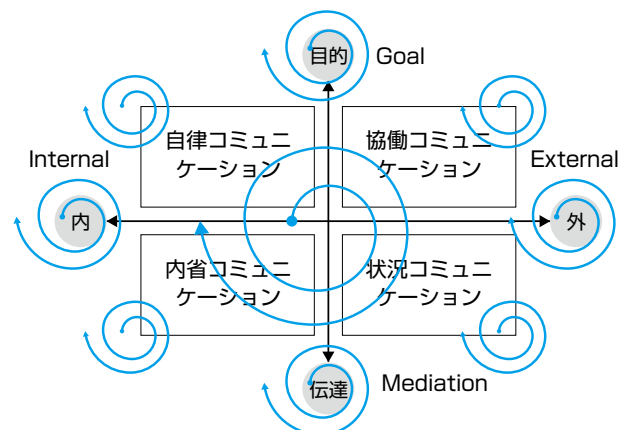 目的 Goal
自律コミュニ
ケーション
協働コミュニ
ケーション
Internal
External
内
外
内省コミュニ
ケーション
状況コミュニ
ケーション
伝達 Mediation